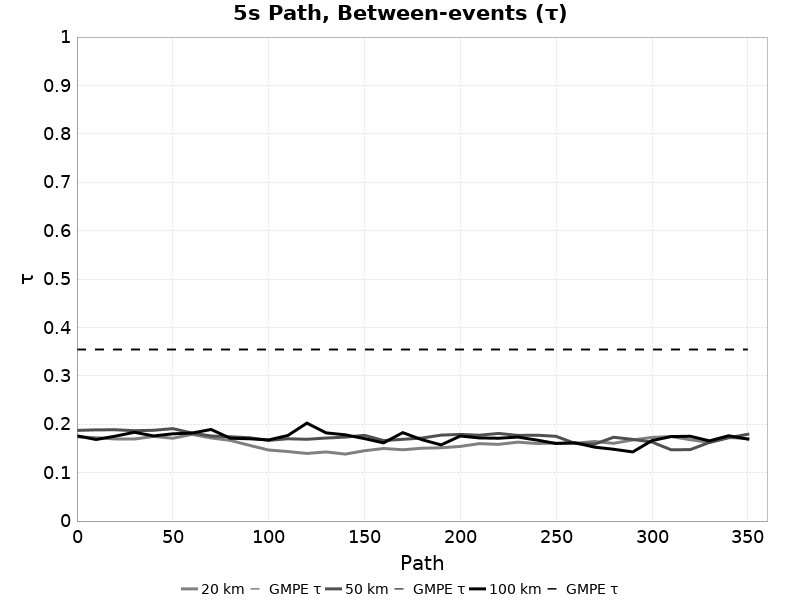 5s Path, Between-events (τ)
1
0.9
0.8
0.7
0.6
0.5
0.4
0.3
0.2
0.1
0
τ
0 50 100 150 200 250 300 350
Path
20 km GMPE τ 50 km GMPE τ 100 km GMPE τ